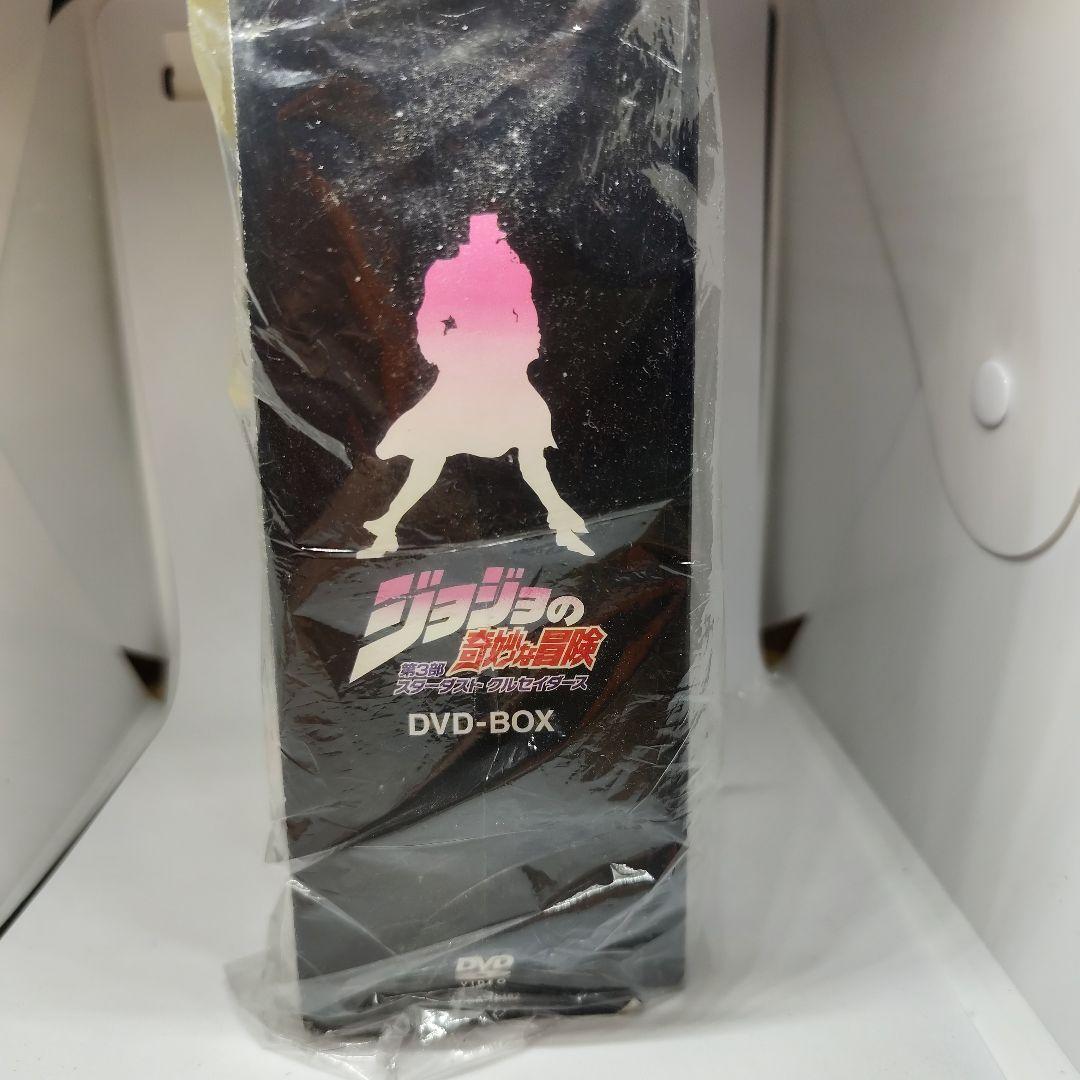 ジョジョの
奇妙な冒険
第3部
スターダスト クルセイダース
DVD-BOX
DVD
VIDEO